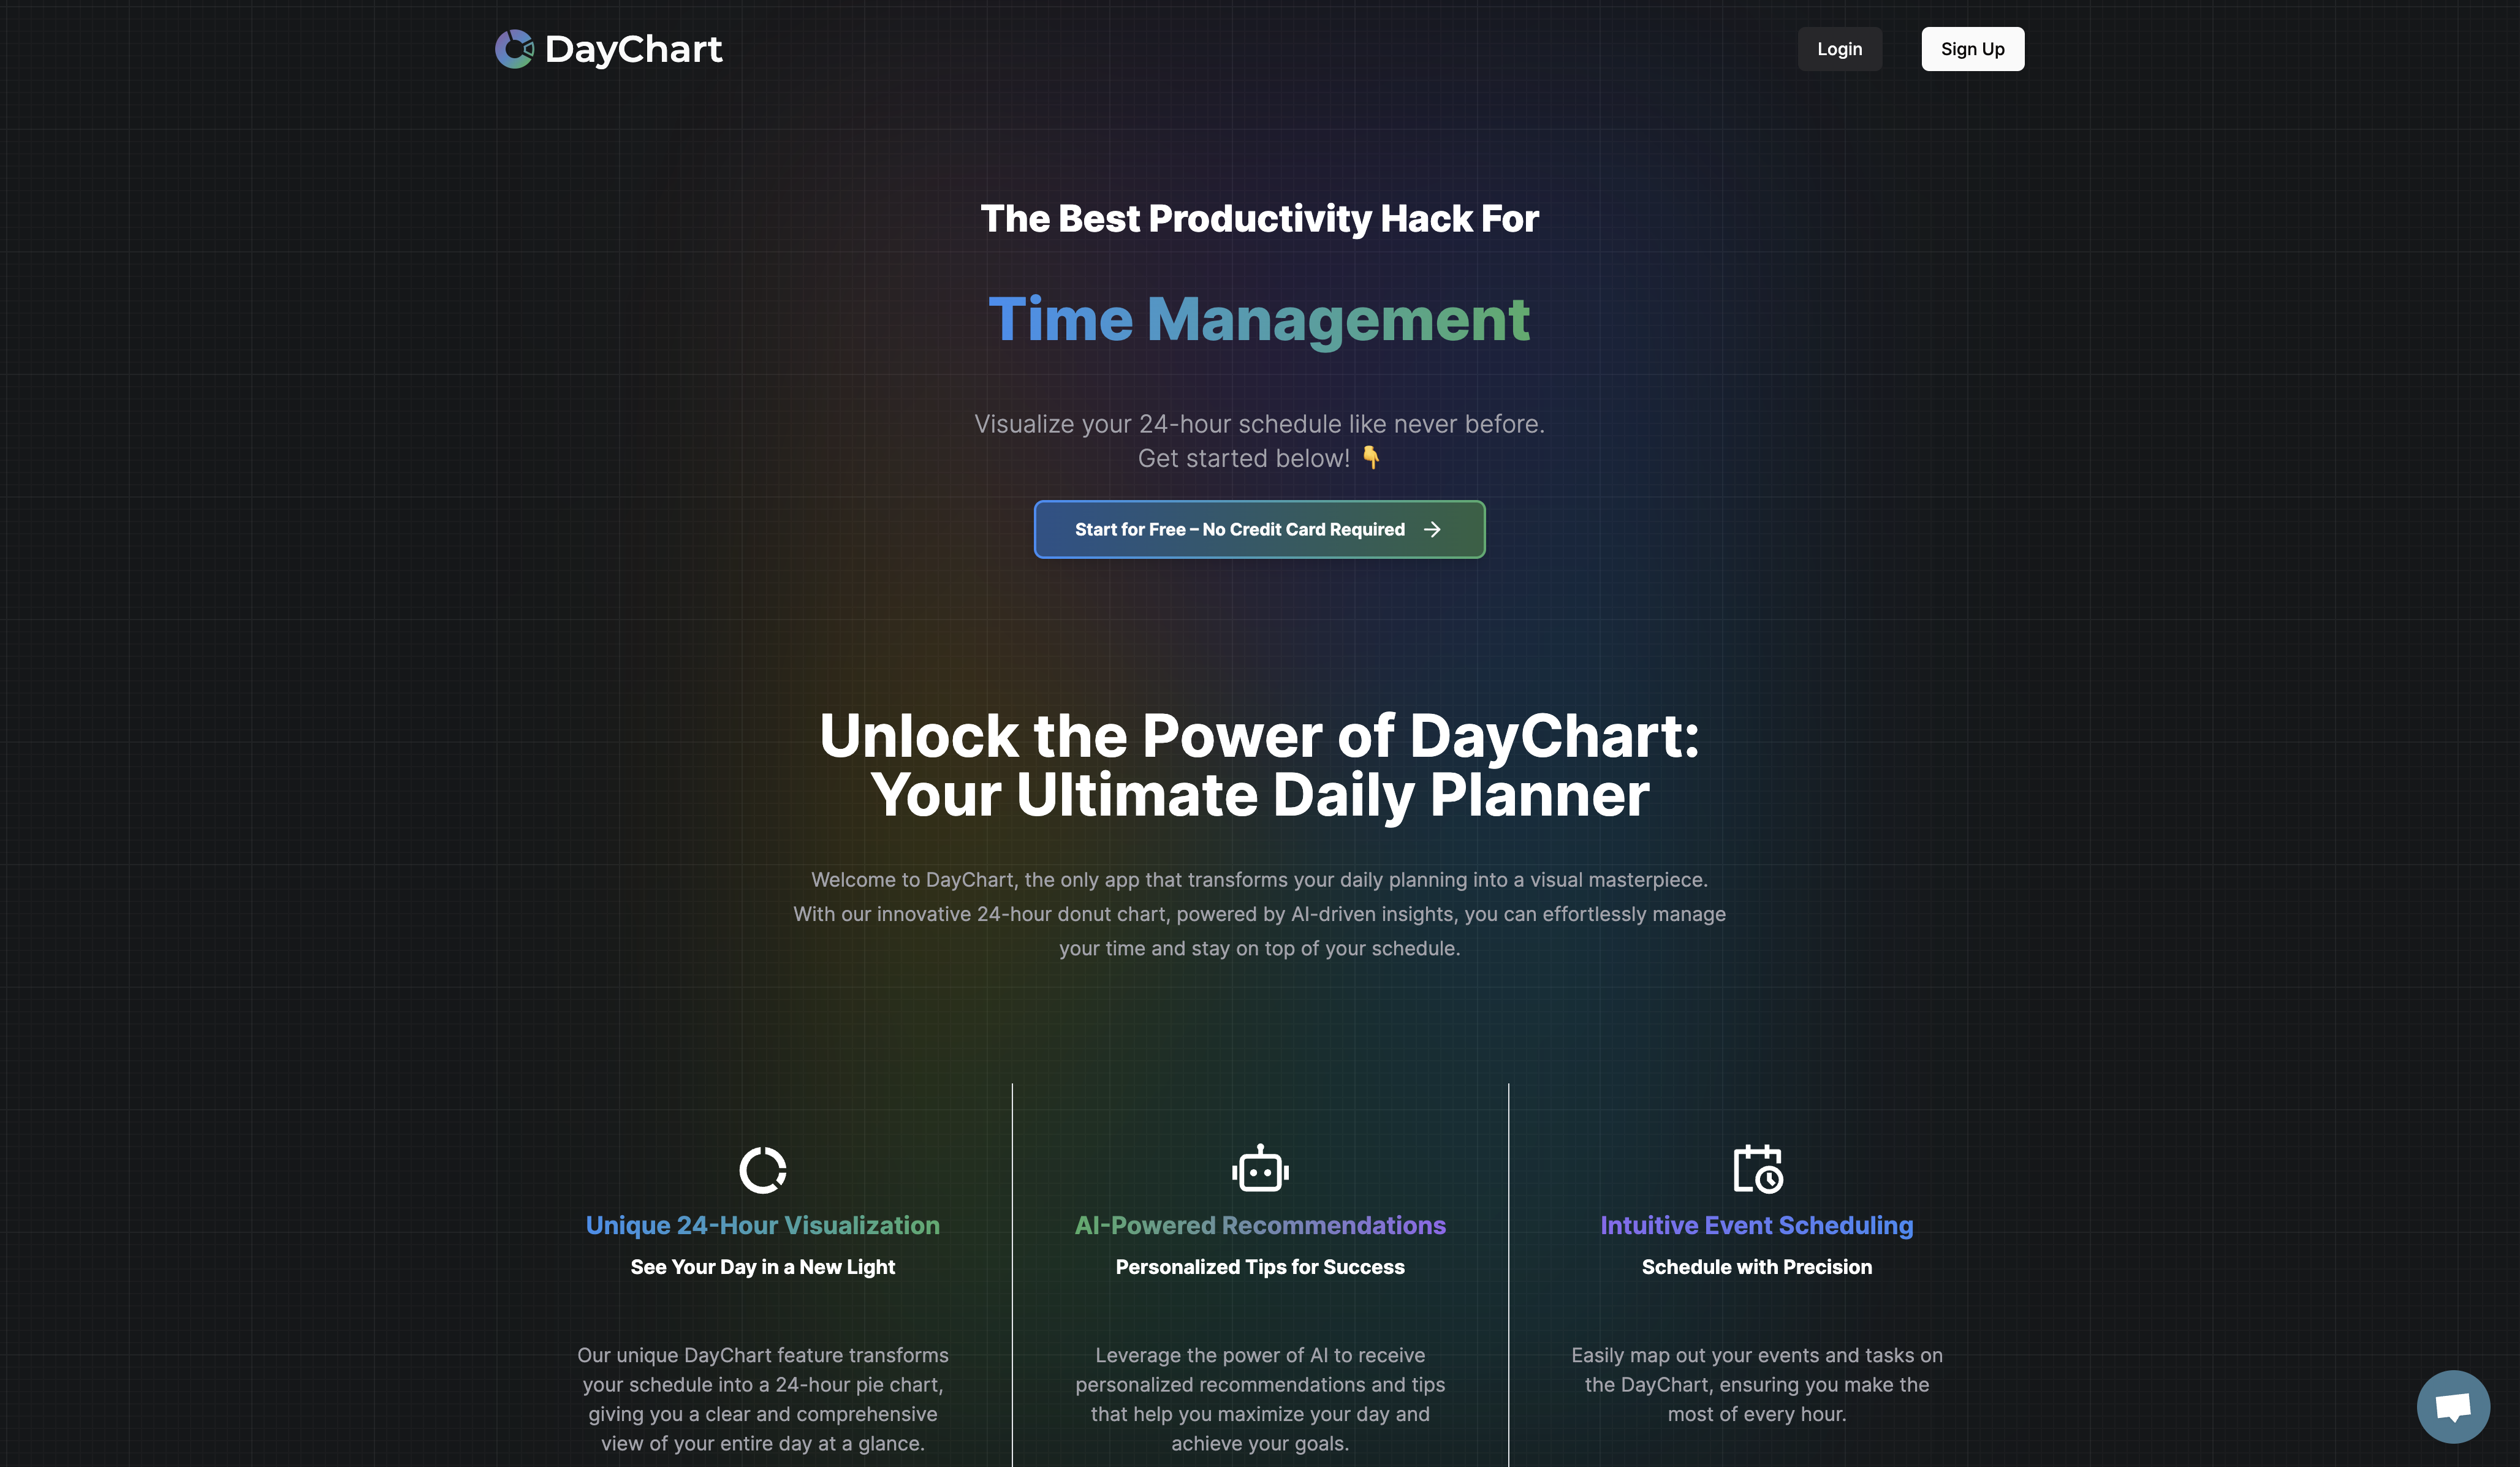 DayChart
Login
Sign Up
The Best Productivity Hack For
Time Management
Visualize your 24-hour schedule like never before.
Get started below! 👇
Start for Free – No Credit Card Required →
Unlock the Power of DayChart:
Your Ultimate Daily Planner
Welcome to DayChart, the only app that transforms your daily planning into a visual masterpiece.
With our innovative 24-hour donut chart, powered by AI-driven insights, you can effortlessly manage
your time and stay on top of your schedule.
Unique 24-Hour Visualization
See Your Day in a New Light
Our unique DayChart feature transforms
your schedule into a 24-hour pie chart,
giving you a clear and comprehensive
view of your entire day at a glance.
AI-Powered Recommendations
Personalized Tips for Success
Leverage the power of AI to receive
personalized recommendations and tips
that help you maximize your day and
achieve your goals.
Intuitive Event Scheduling
Schedule with Precision
Easily map out your events and tasks on
the DayChart, ensuring you make the
most of every hour.